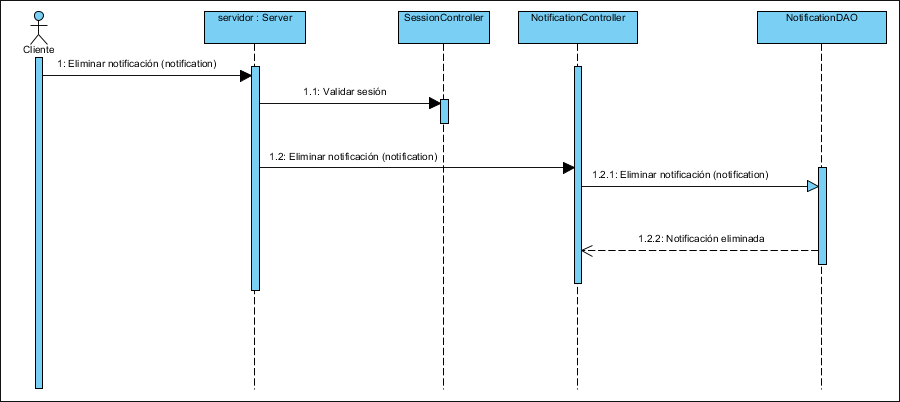 servidor : Server
SessionController
NotificationController
NotificationDAO
Cliente
1: Eliminar notificación (notification)
1.1: Validar sesión
1.2: Eliminar notificación (notification)
1.2.1: Eliminar notificación (notification)
1.2.2: Notificación eliminada